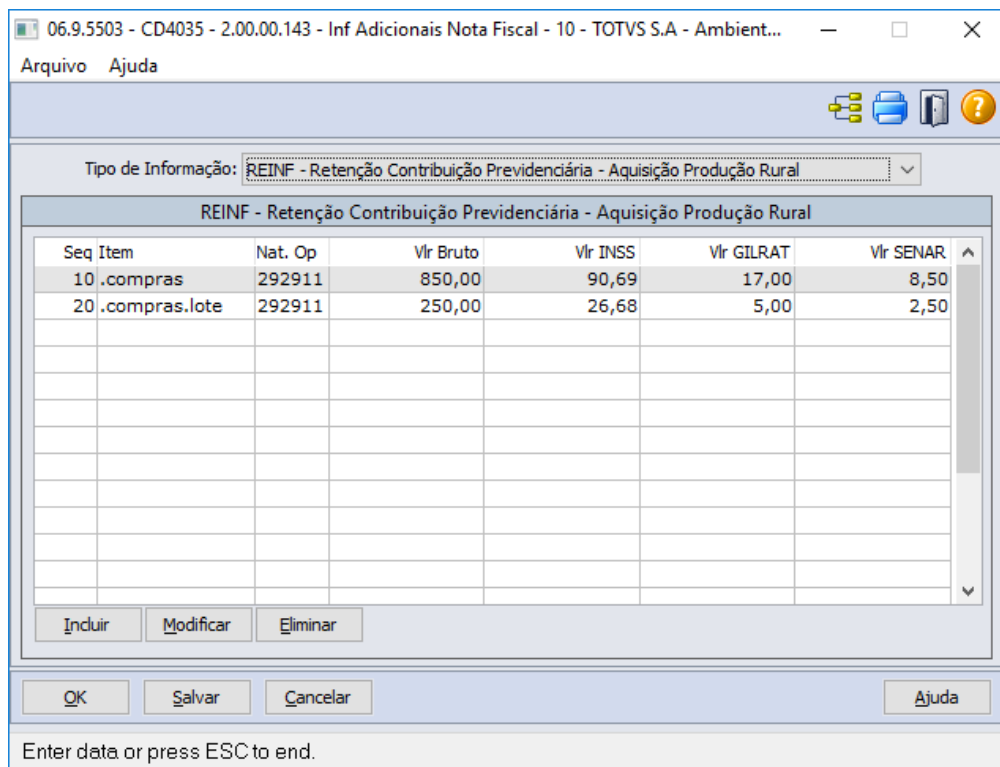 06.9.5503 - CD4035 - 2.00.00.143 - Inf Adicionais Nota Fiscal - 10 - TOTVS S.A - Ambient...
Arquivo Ajuda
Tipo de Informação: REINF - Retenção Contribuição Previdenciária - Aquisição Produção Rural
REINF - Retenção Contribuição Previdenciária - Aquisição Produção Rural
Seq Item Nat. Op Vlr Bruto Vlr INSS Vlr GILRAT Vlr SENAR
10 .compras 292911 850,00 90,69 17,00 8,50
20 .compras.lote 292911 250,00 26,68 5,00 2,50
Incluir Modificar Eliminar
OK Salvar Cancelar Ajuda
Enter data or press ESC to end.